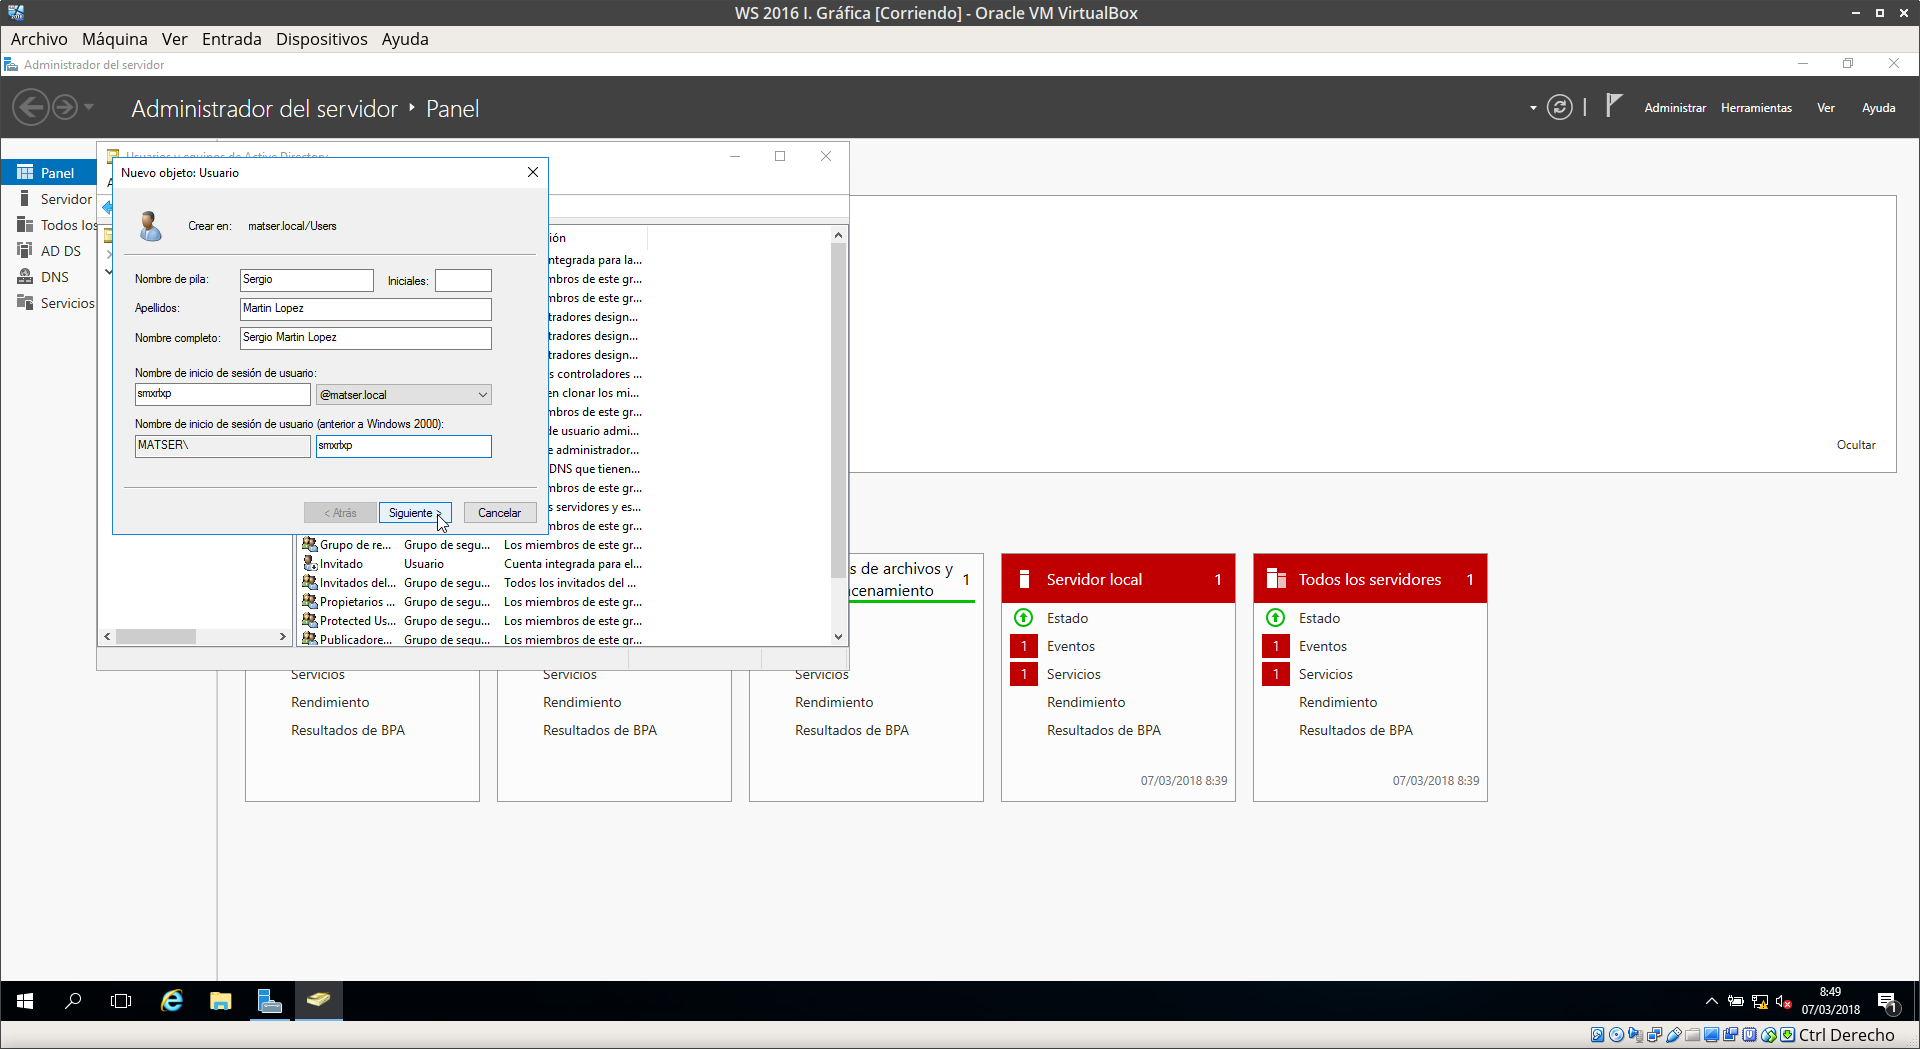 WS 2016 I. Gráfica [Corriendo] - Oracle VM VirtualBox
Archivo Máquina Ver Entrada Dispositivos Ayuda
Administrador del servidor
Administrador del servidor ‣ Panel
Administrar Herramientas Ver Ayuda
Panel
Servidor
Todos los
AD DS
DNS
Servicios
Usuarios y equipos de Active Directory
Nuevo objeto: Usuario
Crear en: matser.local/Users
Nombre de pila: Sergio Iniciales:
Apellidos: Martin Lopez
Nombre completo: Sergio Martin Lopez
Nombre de inicio de sesión de usuario:
smxrlxp @matser.local
Nombre de inicio de sesión de usuario (anterior a Windows 2000):
MATSER\ smxrlxp
< Atrás Siguiente > Cancelar
ión
ntegrada para la...
mbros de este gr...
mbros de este gr...
tradores design...
tradores design...
tradores design...
s controladores ...
en clonar los mi...
mbros de este gr...
de usuario admi...
e administrador...
DNS que tienen...
mbros de este gr...
s servidores y es...
mbros de este gr...
Grupo de re... Grupo de segu... Los miembros de este gr...
Invitado Usuario Cuenta integrada para el...
Invitados del... Grupo de segu... Todos los invitados del ...
Propietarios ... Grupo de segu... Los miembros de este gr...
Protected Us... Grupo de segu... Los miembros de este gr...
Publicadore... Grupo de segu... Los miembros de este gr...
Ocultar
Servicios
Rendimiento
Resultados de BPA
Servicios
Rendimiento
Resultados de BPA
s de archivos y 1
cenamiento
Servicios
Rendimiento
Resultados de BPA
Servidor local 1
Estado
1 Eventos
1 Servicios
Rendimiento
Resultados de BPA
07/03/2018 8:39
Todos los servidores 1
Estado
1 Eventos
1 Servicios
Rendimiento
Resultados de BPA
07/03/2018 8:39
8:49
07/03/2018
1
Ctrl Derecho